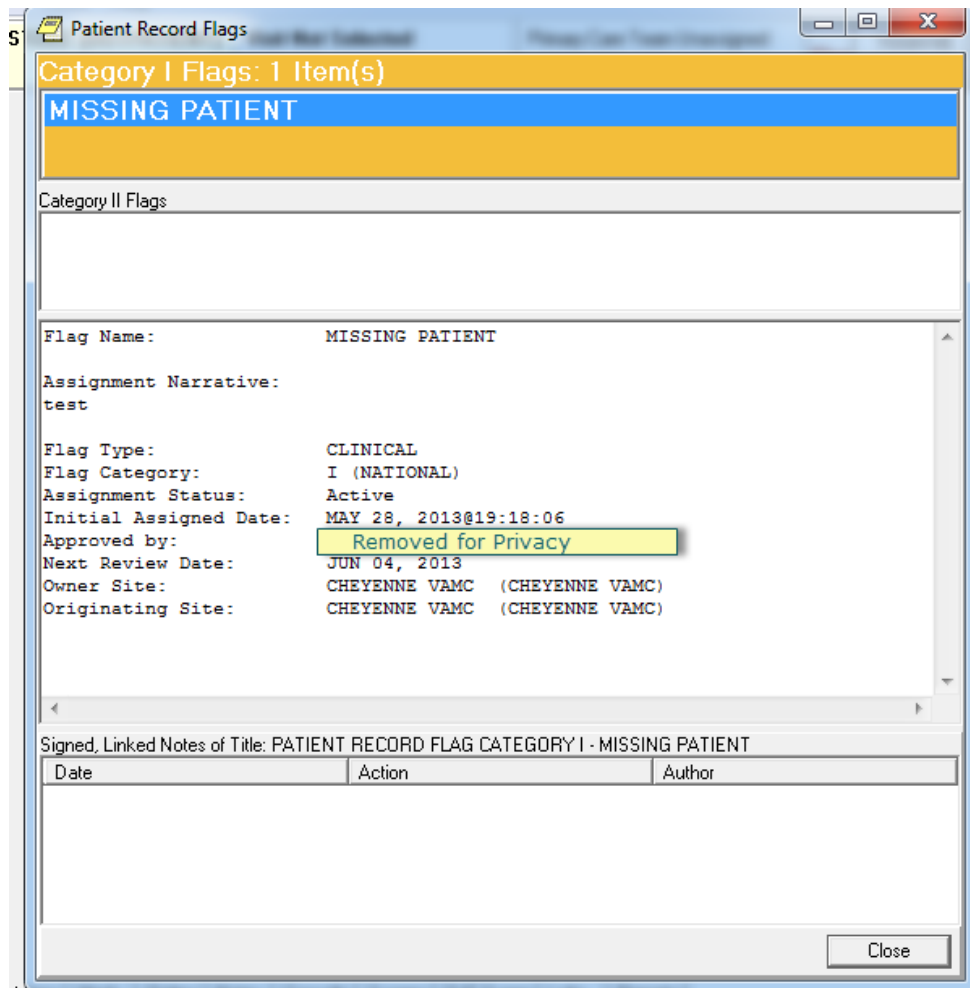 Patient Record Flags
Category I Flags: 1 Item(s)
MISSING PATIENT
Category II Flags
Flag Name: MISSING PATIENT
Assignment Narrative:
test
Flag Type: CLINICAL
Flag Category: I (NATIONAL)
Assignment Status: Active
Initial Assigned Date: MAY 28, 2013@19:18:06
Approved by: Removed for Privacy
Next Review Date: JUN 04, 2013
Owner Site: CHEYENNE VAMC (CHEYENNE VAMC)
Originating Site: CHEYENNE VAMC (CHEYENNE VAMC)
Signed, Linked Notes of Title: PATIENT RECORD FLAG CATEGORY I - MISSING PATIENT
Date Action Author
Close